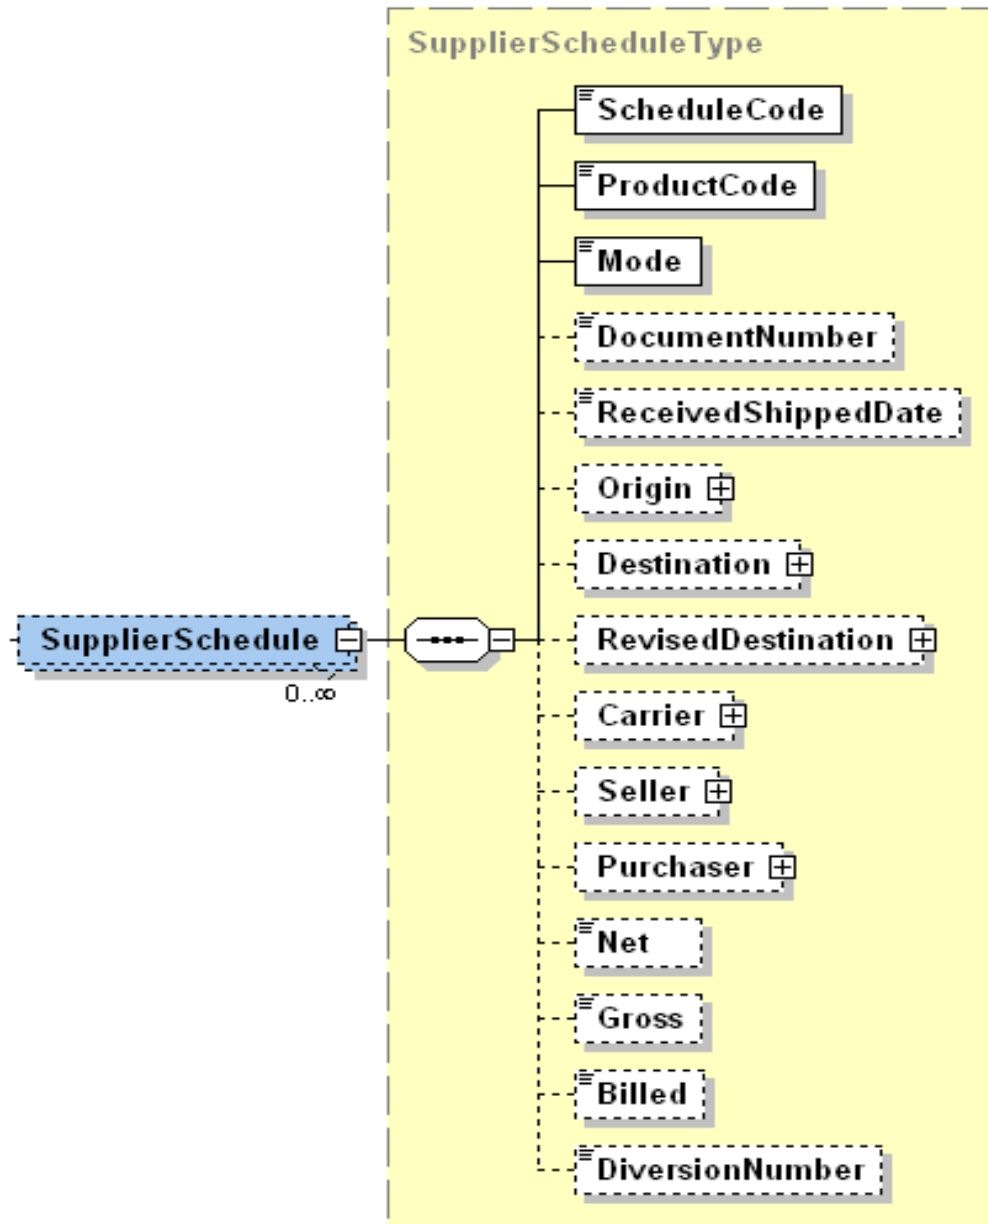 SupplierScheduleType
ScheduleCode
ProductCode
Mode
DocumentNumber
ReceivedShippedDate
Origin
Destination
SupplierSchedule
0..∞
RevisedDestination
Carrier
Seller
Purchaser
Net
Gross
Billed
DiversionNumber